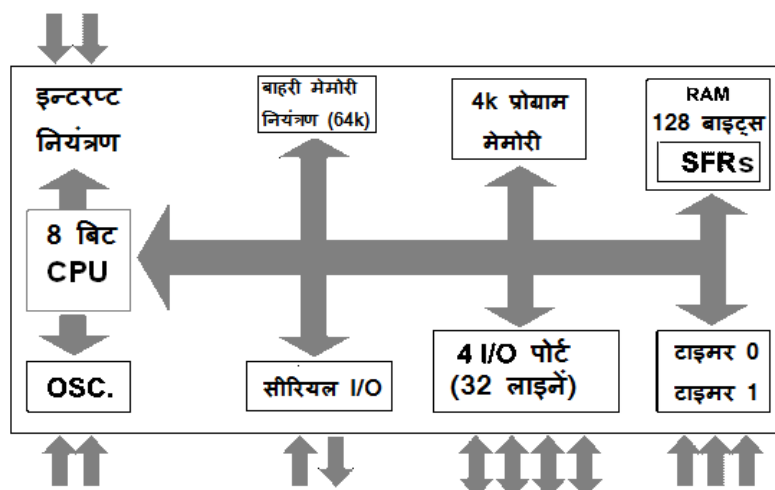 इन्टरप्ट
नियंत्रण
बाहरी मेमोरी
नियंत्रण (64k)
4k प्रोग्राम
मेमोरी
RAM
128 बाइट्स
SFRs
8 बिट
CPU
OSC.
सीरियल I/O
4 I/O पोर्ट
(32 लाइनें)
टाइमर 0
टाइमर 1